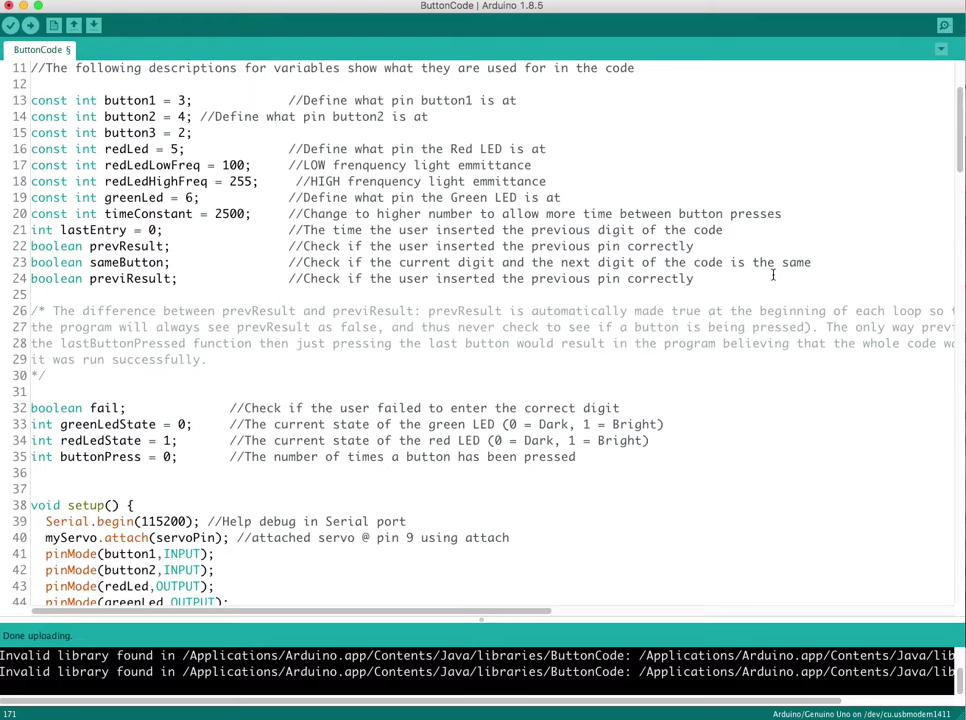 ButtonCode | Arduino 1.8.5
ButtonCode §
11 //The following descriptions for variables show what they are used for in the code
12
13 const int button1 = 3; //Define what pin button1 is at
14 const int button2 = 4; //Define what pin button2 is at
15 const int button3 = 2;
16 const int redLed = 5; //Define what pin the Red LED is at
17 const int redLedLowFreq = 100; //LOW frenquency light emmittance
18 const int redLedHighFreq = 255; //HIGH frenquency light emmittance
19 const int greenLed = 6; //Define what pin the Green LED is at
20 const int timeConstant = 2500; //Change to higher number to allow more time between button presses
21 int lastEntry = 0; //The time the user inserted the previous digit of the code
22 boolean prevResult; //Check if the user inserted the previous pin correctly
23 boolean sameButton; //Check if the current digit and the next digit of the code is the same
24 boolean previResult; //Check if the user inserted the previous pin correctly
25
26 /* The difference between prevResult and previResult: prevResult is automatically made true at the beginning of each loop so
27 the program will always see prevResult as false, and thus never check to see if a button is being pressed). The only way
28 the lastButtonPressed function then just pressing the last button would result in the program believing that the whole code
29 it was run successfully.
30 */
31
32 boolean fail; //Check if the user failed to enter the correct digit
33 int greenLedState = 0; //The current state of the green LED (0 = Dark, 1 = Bright)
34 int redLedState = 1; //The current state of the red LED (0 = Dark, 1 = Bright)
35 int buttonPress = 0; //The number of times a button has been pressed
36
37
38 void setup() {
39 Serial.begin(115200); //Help debug in Serial port
40 myServo.attach(servoPin); //attached servo @ pin 9 using attach
41 pinMode(button1,INPUT);
42 pinMode(button2,INPUT);
43 pinMode(redLed,OUTPUT);
44 pinMode(greenLed,OUTPUT);
Done uploading.
Invalid library found in /Applications/Arduino.app/Contents/Java/libraries/ButtonCode: /Applications/Arduino.app/Contents/Java/lib
Invalid library found in /Applications/Arduino.app/Contents/Java/libraries/ButtonCode: /Applications/Arduino.app/Contents/Java/lib
171
Arduino/Genuino Uno on /dev/cu.usbmodem1411